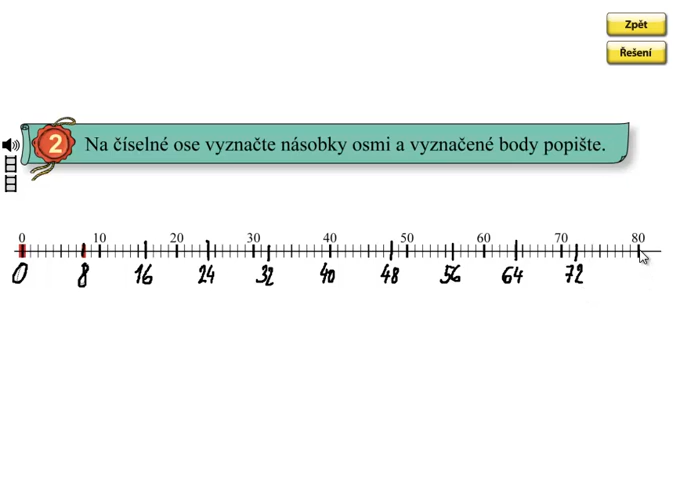 Zpět
Řešení
2 Na číselné ose vyznačte násobky osmi a vyznačené body popište.
0 10 20 30 40 50 60 70 80
0 8 16 24 32 40 48 56 64 72